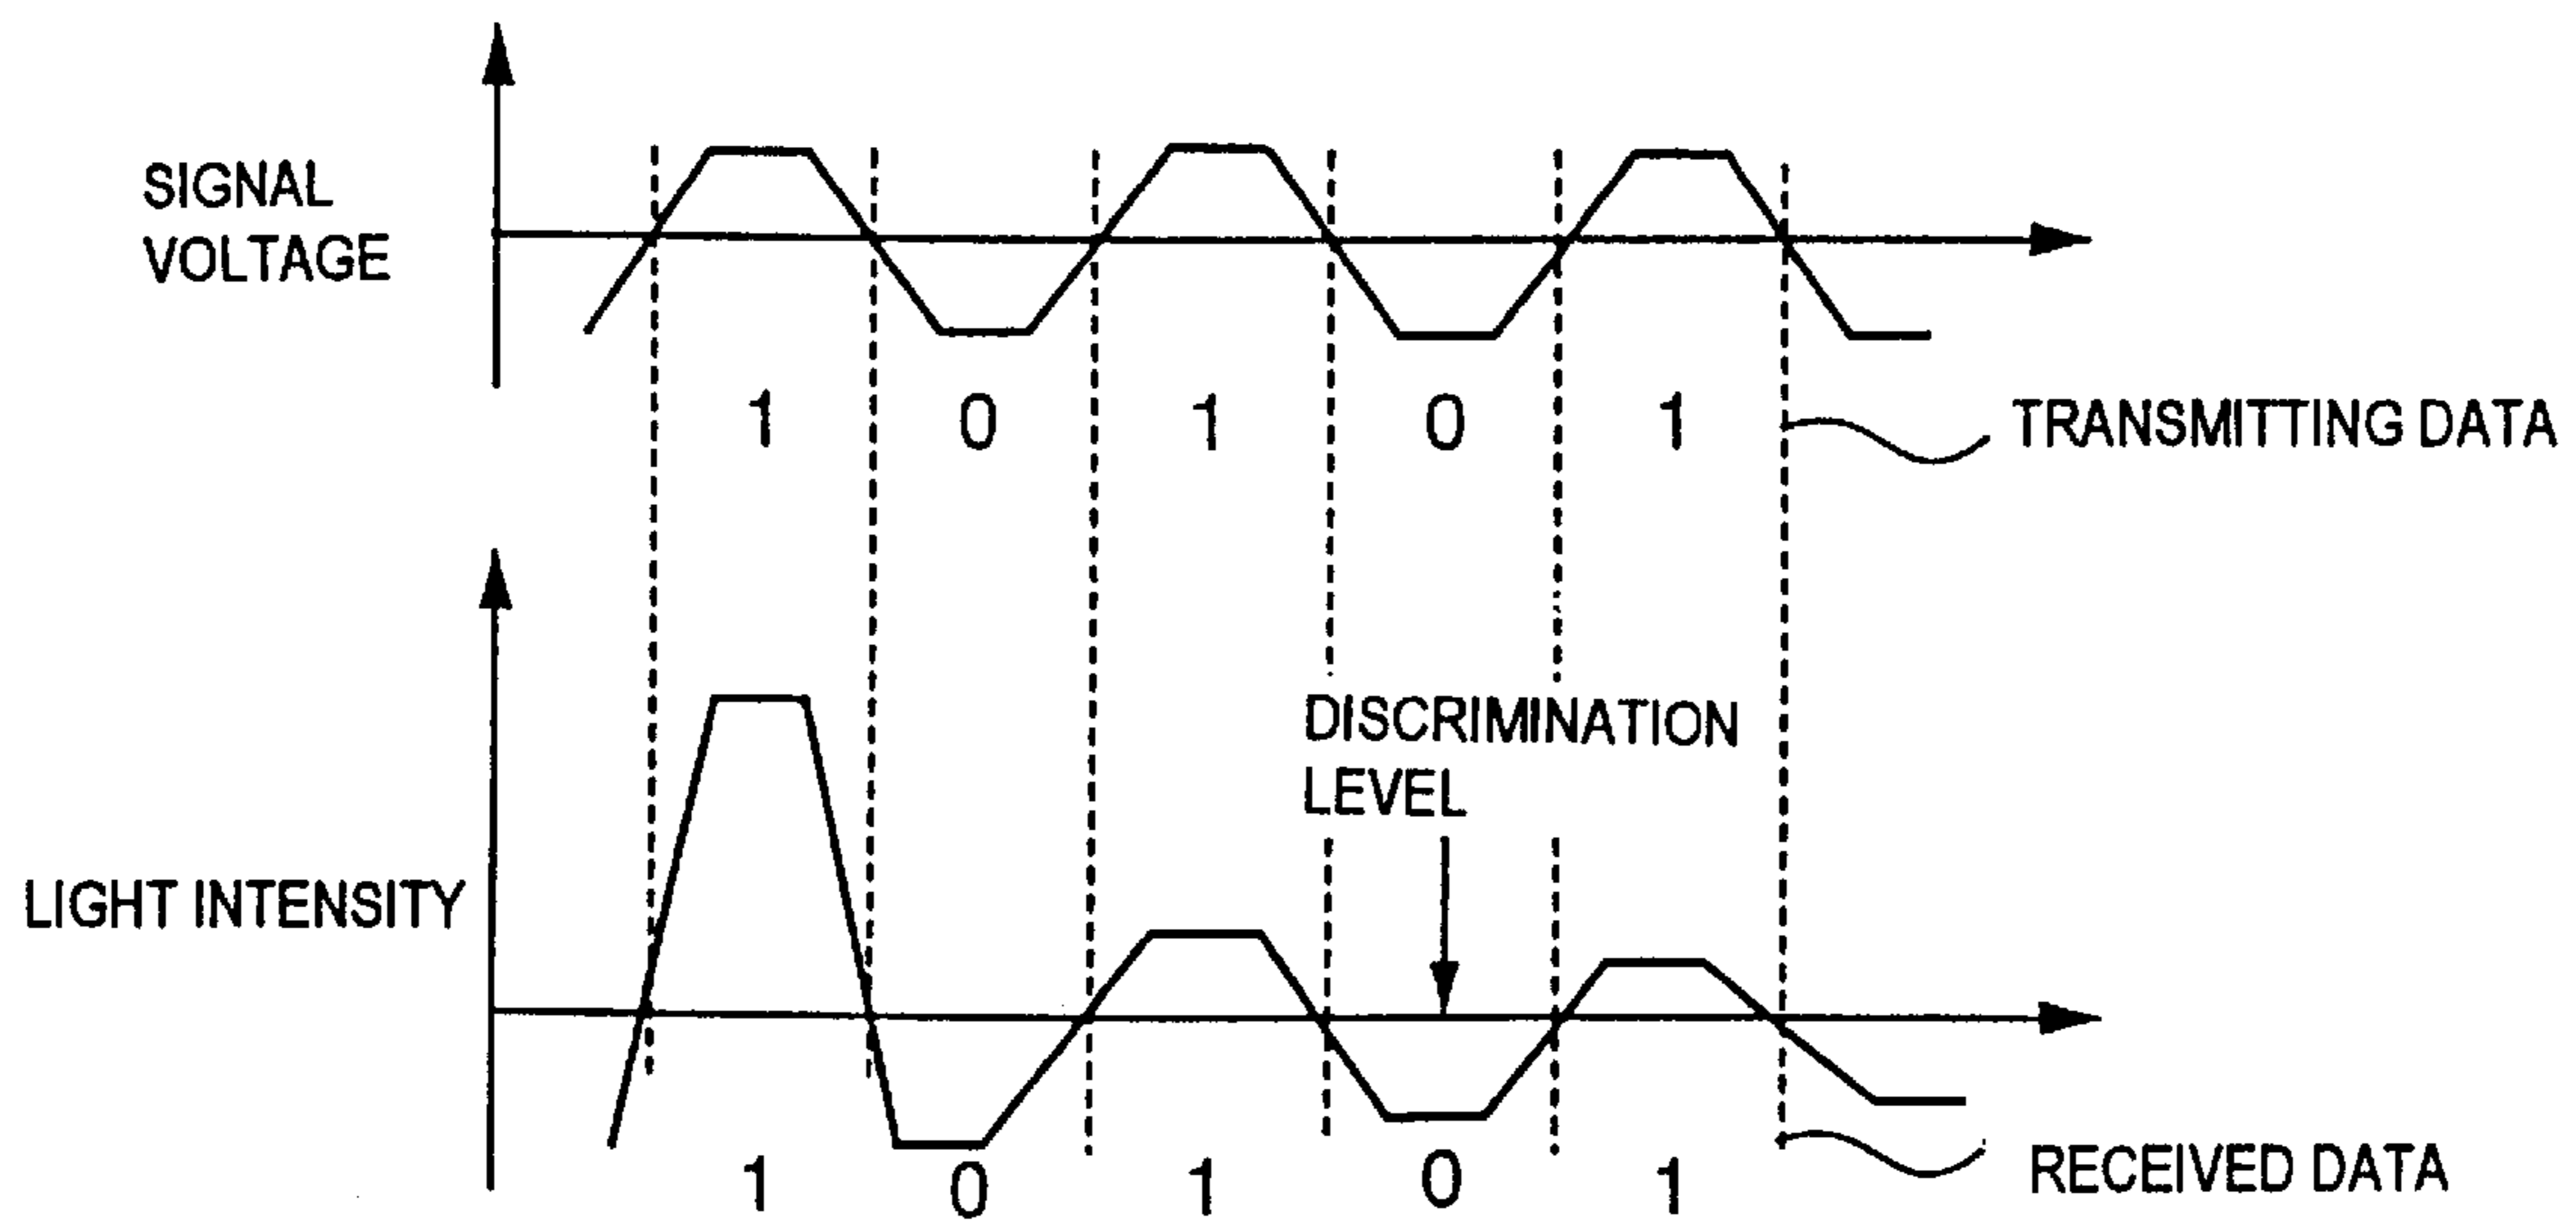 SIGNAL
VOLTAGE
1 0 1 0 1
TRANSMITTING DATA
DISCRIMINATION
LEVEL
LIGHT INTENSITY
1 0 1 0 1
RECEIVED DATA